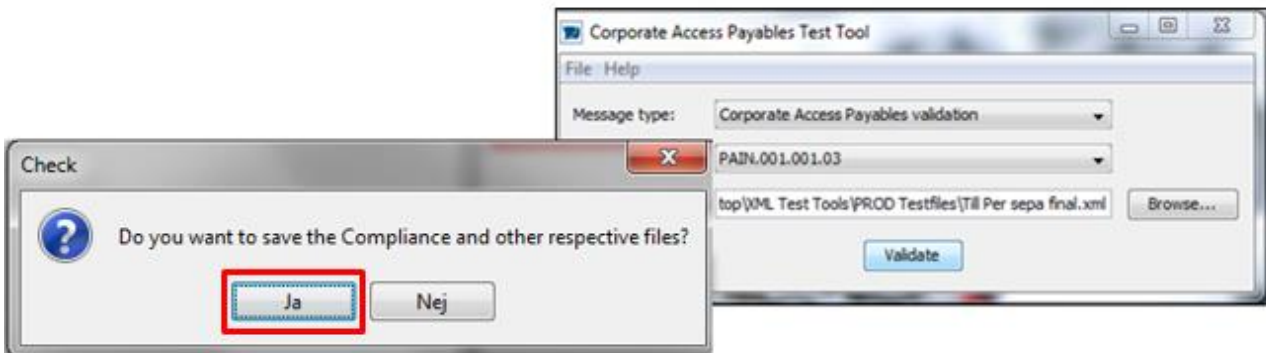 Corporate Access Payables Test Tool
File Help
Message type: Corporate Access Payables validation
PAIN.001.001.03
top\XML Test Tools\PROD Testfiles\Till Per sepa final.xml Browse...
Validate
Check
Do you want to save the Compliance and other respective files?
Ja Nej